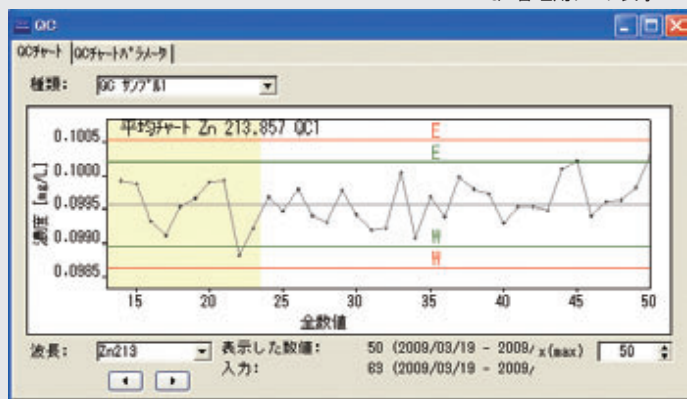 QC
QCチャート QCチャートパラメータ
種類: QC サンプル1
平均チャート Zn 213.857 QC1
E
E
W
W
濃度 [mg/L]
0.1005
0.1000
0.0995
0.0990
0.0985
15 20 25 30 35 40 45 50
全数値
波長: Zn213 表示した数値: 50 (2009/03/19 - 2009/ x(max) 50
入力: 63 (2009/03/19 - 2009/